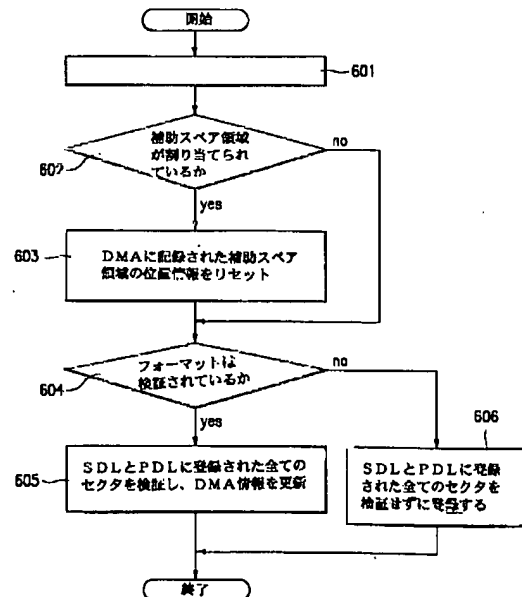 開始
601
補助スペア領域
が割り当てられ
ているか
602
no
yes
603
DMAに記録された補助スペア
領域の位置情報をリセット
フォーマットは
検証されているか
604
no
yes
606
605
SDLとPDLに登録された全ての
セクタを検証し、DMA情報を更新
SDLとPDLに登録
された全てのセクタを
検証せずに登録する
終了